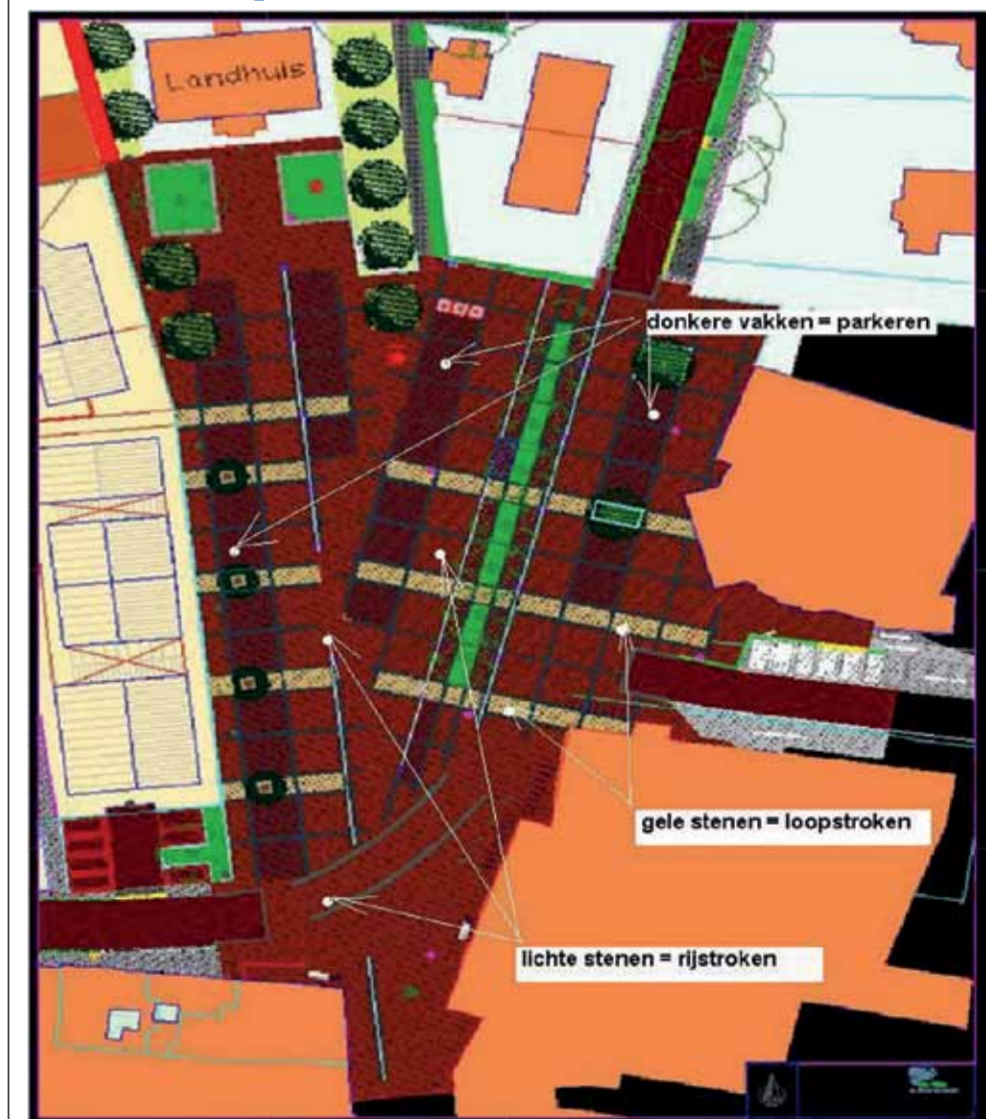 Landhuis
donkere vakken = parkeren
gele stenen = loopstroken
lichte stenen = rijstroken